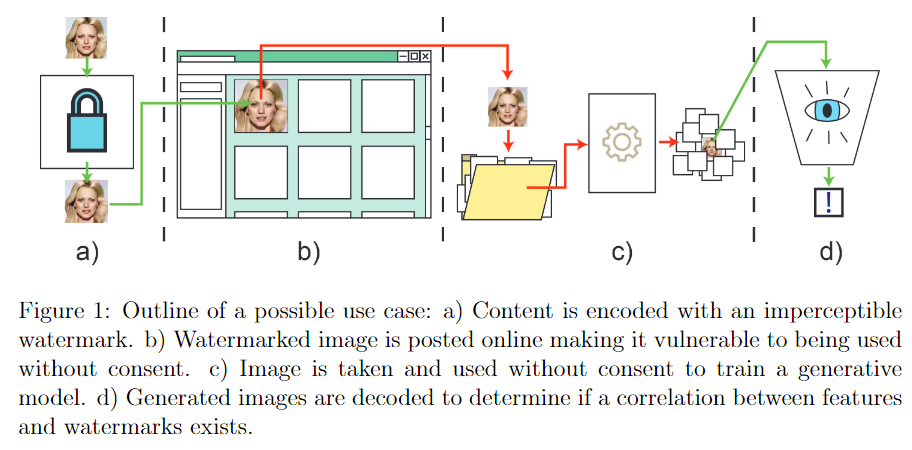 !
a)
b)
c)
d)
Figure 1: Outline of a possible use case: a) Content is encoded with an imperceptible
watermark. b) Watermarked image is posted online making it vulnerable to being used
without consent. c) Image is taken and used without consent to train a generative
model. d) Generated images are decoded to determine if a correlation between features
and watermarks exists.